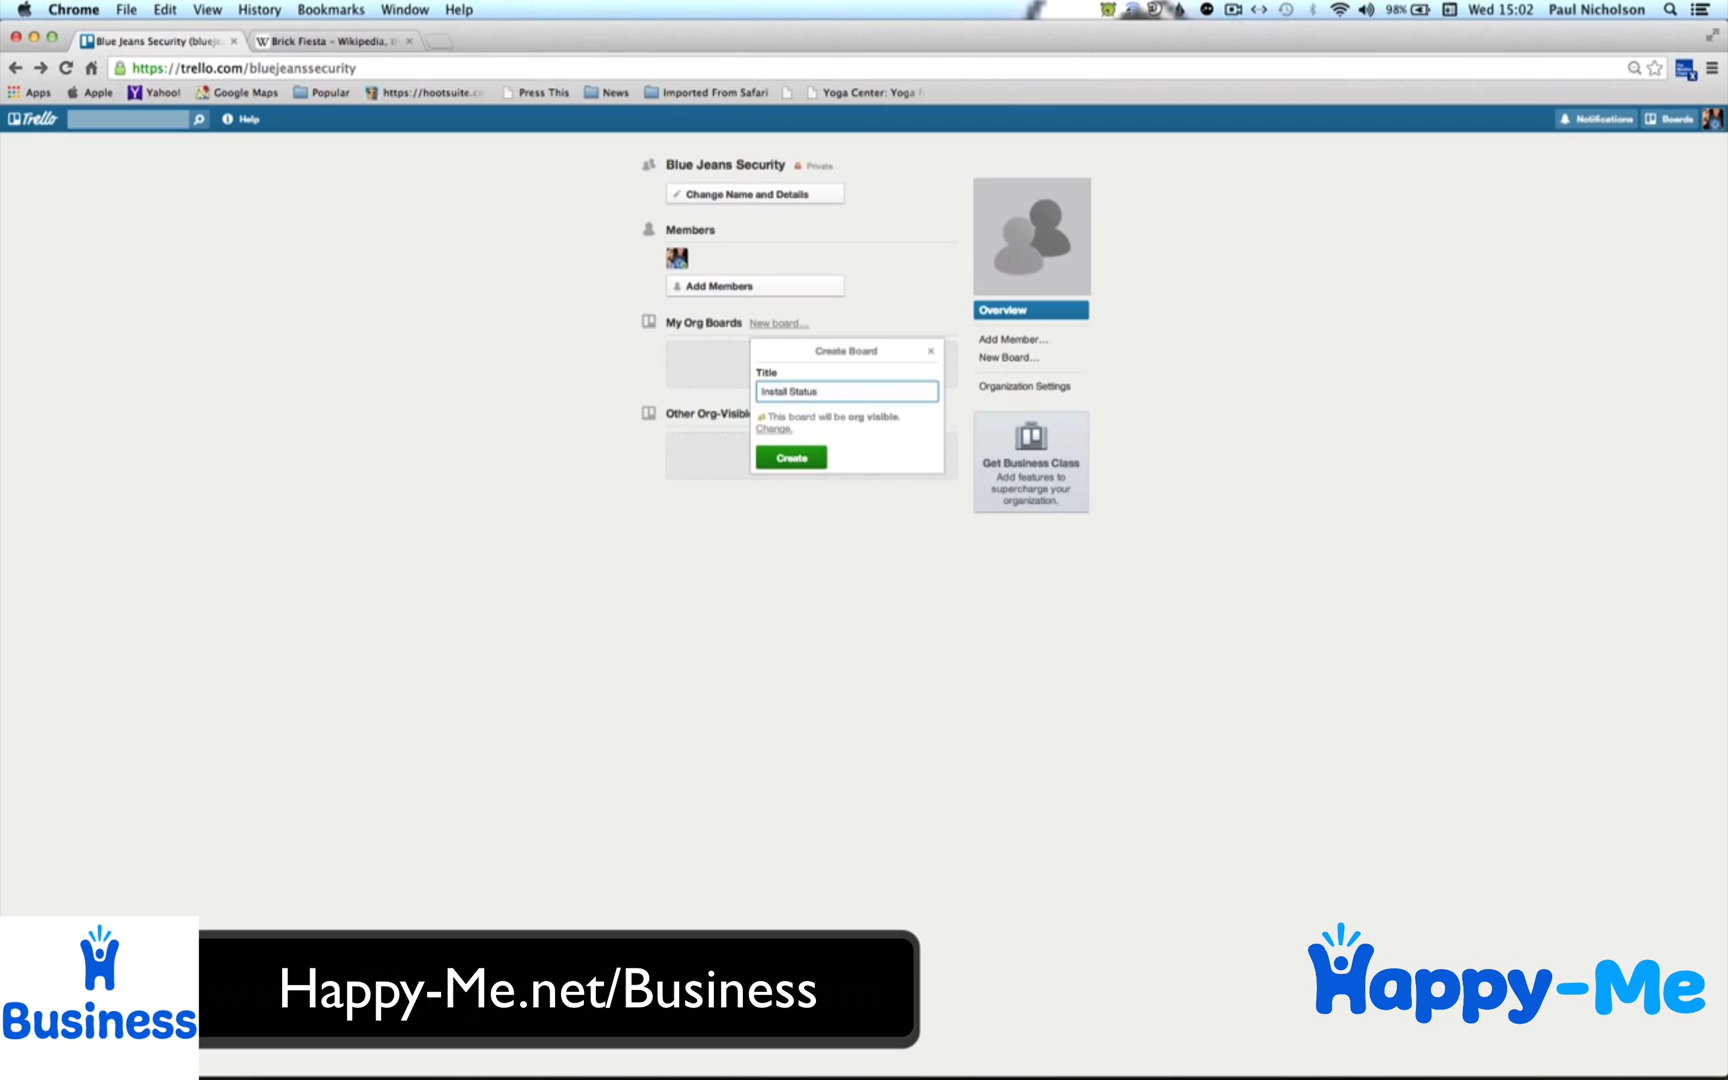 Chrome File Edit View History Bookmarks Window Help 98% Wed 15:02 Paul Nicholson
Blue Jeans Security (blueje Brick Fiesta – Wikipedia, t
https://trello.com/bluejeanssecurity
Apps Apple Yahoo! Google Maps Popular https://hootsuite.c Press This News Imported From Safari Yoga Center: Yoga
Trello Help Notifications Boards
Blue Jeans Security Private
Change Name and Details
Members
Add Members
My Org Boards New board...
Create Board
Title
Install Status
This board will be org visible.
Change.
Create
Other Org-Visibl
Overview
Add Member...
New Board...
Organization Settings
Get Business Class
Add features to
supercharge your
organization.
Business
Happy-Me.net/Business
Happy-Me